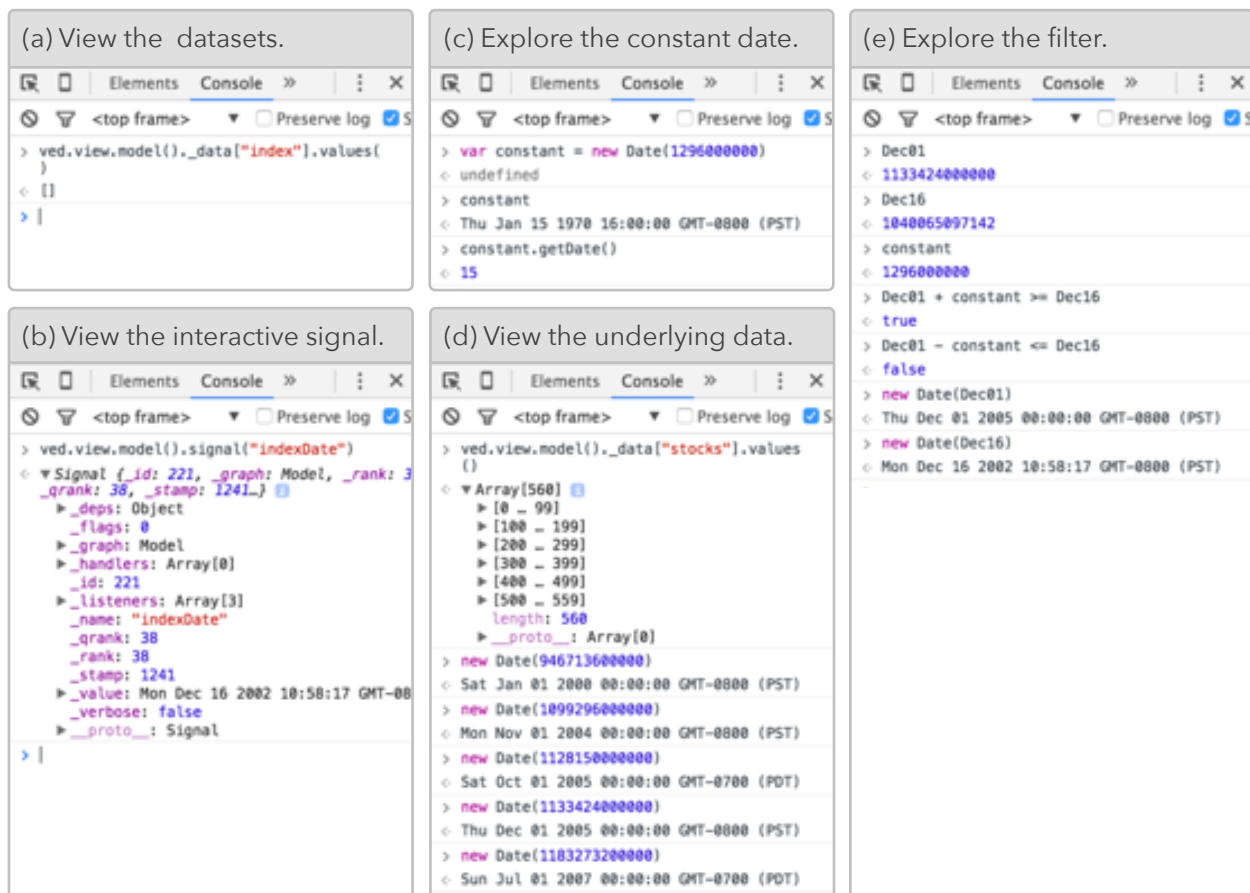 (a) View the  datasets.
Elements Console »
<top frame> ▼ Preserve log S
> ved.view.model()._data["index"].values(
)
[]
>
(b) View the interactive signal.
Elements Console »
<top frame> ▼ Preserve log S
> ved.view.model().signal("indexDate")
▼ Signal {_id: 221, _graph: Model, _rank: 3
_qrank: 38, _stamp: 1241…}
▶ _deps: Object
_flags: 0
▶ _graph: Model
▶ _handlers: Array[0]
_id: 221
▶ _listeners: Array[3]
_name: "indexDate"
_qrank: 38
_rank: 38
_stamp: 1241
▶ _value: Mon Dec 16 2002 10:58:17 GMT-08
_verbose: false
▶ __proto__: Signal
>
(c) Explore the constant date.
Elements Console »
<top frame> ▼ Preserve log S
> var constant = new Date(1296000000)
undefined
> constant
Thu Jan 15 1970 16:00:00 GMT-0800 (PST)
> constant.getDate()
15
(d) View the underlying data.
Elements Console »
<top frame> ▼ Preserve log S
> ved.view.model()._data["stocks"].values
()
▼ Array[560]
▶ [0 … 99]
▶ [100 … 199]
▶ [200 … 299]
▶ [300 … 399]
▶ [400 … 499]
▶ [500 … 559]
length: 560
▶ __proto__: Array[0]
> new Date(946713600000)
Sat Jan 01 2000 00:00:00 GMT-0800 (PST)
> new Date(1099296000000)
Mon Nov 01 2004 00:00:00 GMT-0800 (PST)
> new Date(1128150000000)
Sat Oct 01 2005 00:00:00 GMT-0700 (PDT)
> new Date(1133424000000)
Thu Dec 01 2005 00:00:00 GMT-0800 (PST)
> new Date(1183273200000)
Sun Jul 01 2007 00:00:00 GMT-0700 (PDT)
(e) Explore the filter.
Elements Console »
<top frame> ▼ Preserve log S
> Dec01
1133424000000
> Dec16
1040065097142
> constant
1296000000
> Dec01 + constant >= Dec16
true
> Dec01 - constant <= Dec16
false
> new Date(Dec01)
Thu Dec 01 2005 00:00:00 GMT-0800 (PST)
> new Date(Dec16)
Mon Dec 16 2002 10:58:17 GMT-0800 (PST)